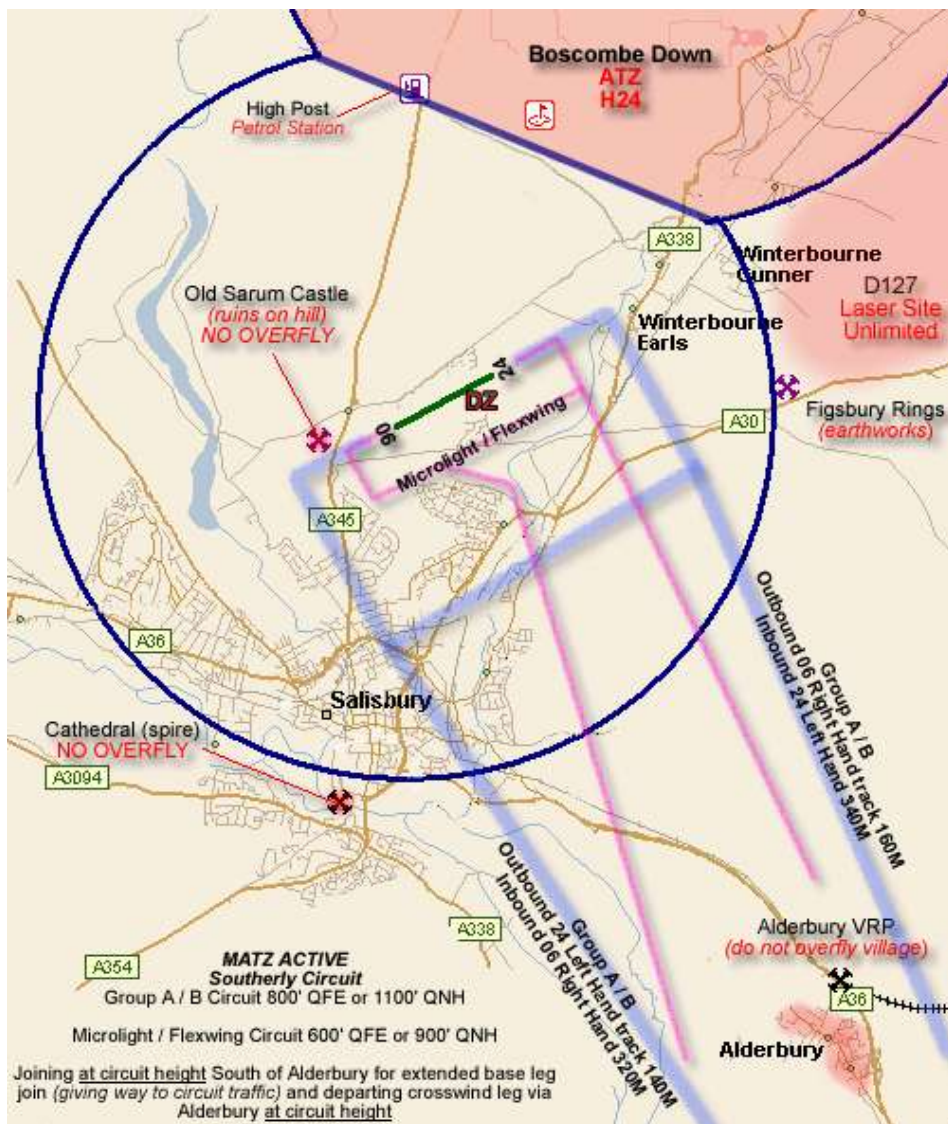 Boscombe Down
ATZ
H24
High Post
Petrol Station
A338
Winterbourne
Gunner
D127
Laser Site
Unlimited
Old Sarum Castle
(ruins on hill)
NO OVERFLY
Winterbourne
Earls
24
DZ
06
Microlight / Flexwing
A30
Figsbury Rings
(earthworks)
A345
A36
Salisbury
Cathedral (spire)
NO OVERFLY
A3094
Group A / B
Outbound 06 Right Hand track 160M
Inbound 24 Left Hand 340M
Group A / B
Outbound 24 Left Hand track 140M
Inbound 06 Right Hand 320M
Alderbury VRP
(do not overfly village)
A338
A354
A36
Alderbury
MATZ ACTIVE
Southerly Circuit
Group A / B Circuit 800' QFE or 1100' QNH
Microlight / Flexwing Circuit 600' QFE or 900' QNH
Joining at circuit height South of Alderbury for extended base leg
join (giving way to circuit traffic) and departing crosswind leg via
Alderbury at circuit height